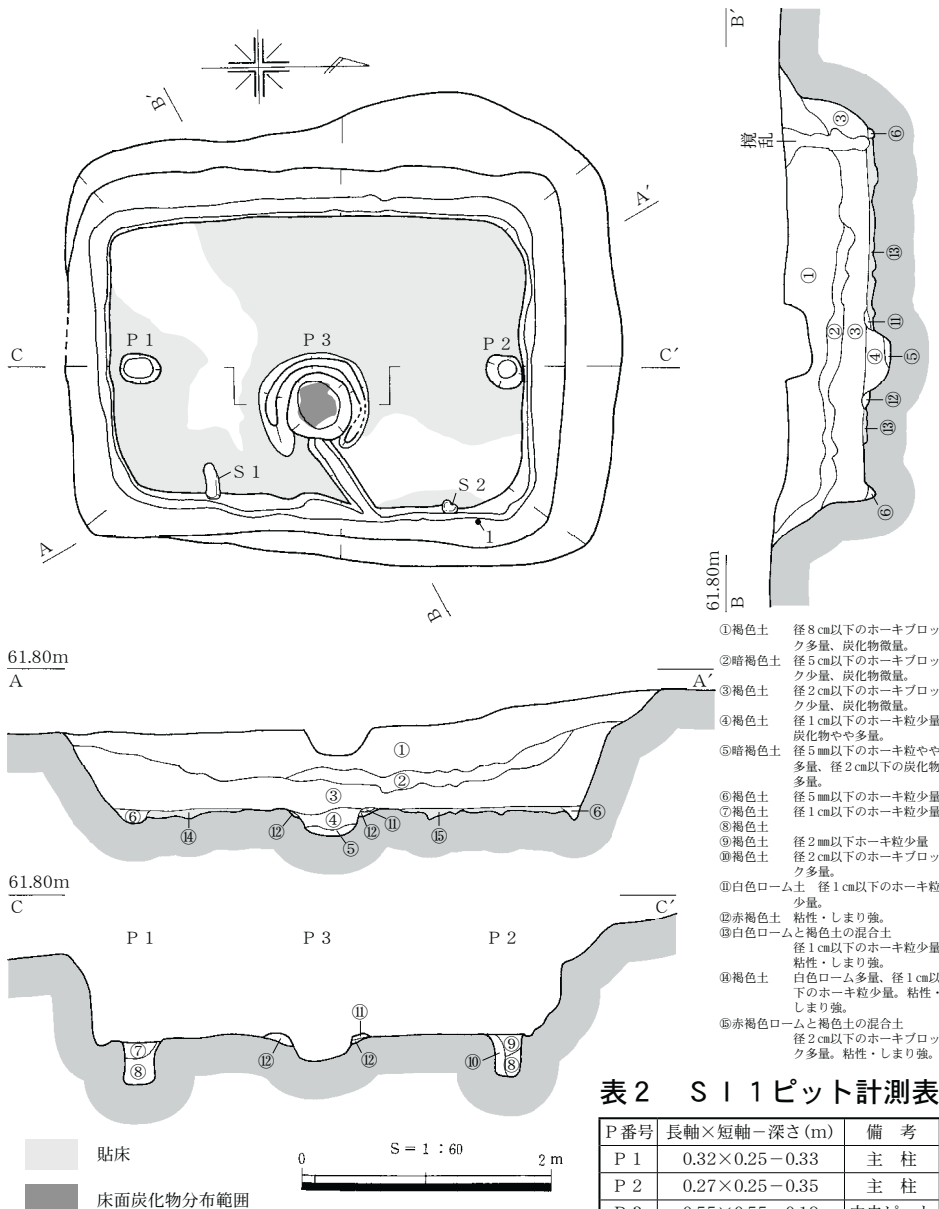 B′
A′
P 1
P 3
P 2
C
C′
S 1
S 2
1
A
B
B′
攪乱
③
⑥
⑬
①
⑪
②
③
④
⑤
⑫
⑬
⑥
61.80m
B
61.80m
A
A′
①
②
③
④
⑥
⑭
⑫
⑤
⑫
⑪
⑮
⑥
61.80m
C
C′
P 1
P 3
P 2
⑪
⑦
⑧
⑫
⑫
⑩
⑨
⑧
①褐色土 径8㎝以下のホーキブロッ
ク多量、炭化物微量。
②暗褐色土 径5㎝以下のホーキブロッ
ク少量、炭化物微量。
③褐色土 径2㎝以下のホーキブロッ
ク少量、炭化物微量。
④褐色土 径1㎝以下のホーキ粒少量
炭化物やや多量。
⑤暗褐色土 径5㎜以下のホーキ粒やや
多量、径2㎝以下の炭化物
多量。
⑥褐色土 径5㎜以下のホーキ粒少量
⑦褐色土 径1㎝以下のホーキ粒少量
⑧褐色土
⑨褐色土 径2㎜以下ホーキ粒少量
⑩褐色土 径2㎝以下のホーキブロッ
ク多量。
⑪白色ローム土 径1㎝以下のホーキ粒
少量。
⑫赤褐色土 粘性・しまり強。
⑬白色ロームと褐色土の混合土
径1㎝以下のホーキ粒少量
粘性・しまり強。
⑭褐色土 白色ローム多量、径1㎝以
下のホーキ粒少量。粘性・
しまり強。
⑮赤褐色ロームと褐色土の混合土
径2㎝以下のホーキブロッ
ク多量。粘性・しまり強。
貼床
床面炭化物分布範囲
S=1:60
0 2m
表2 SI1ピット計測表
P番号 長軸×短軸−深さ(m) 備考
P 1 0.32×0.25−0.33 主柱
P 2 0.27×0.25−0.35 主柱